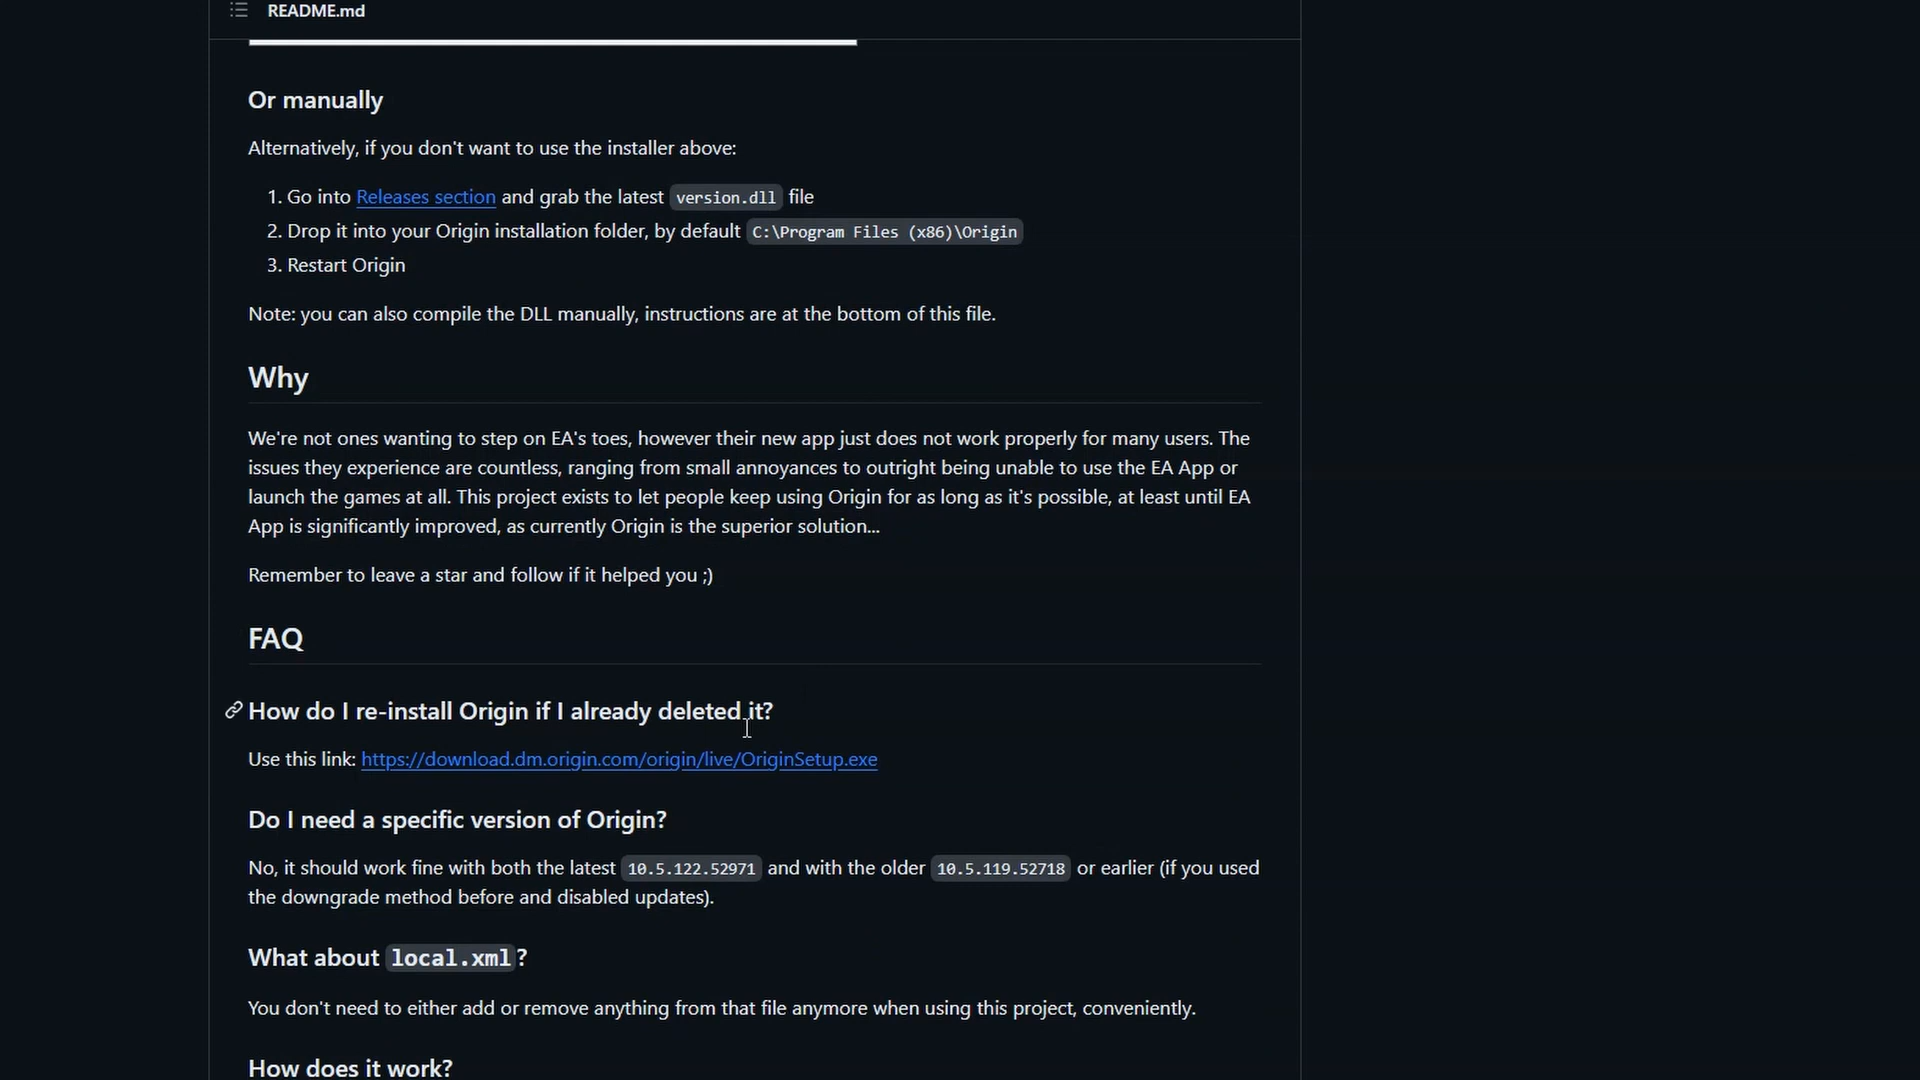 README.md
Or manually
Alternatively, if you don't want to use the installer above:
1. Go into Releases section and grab the latest version.dll file
2. Drop it into your Origin installation folder, by default C:\Program Files (x86)\Origin
3. Restart Origin
Note: you can also compile the DLL manually, instructions are at the bottom of this file.
Why
We're not ones wanting to step on EA's toes, however their new app just does not work properly for many users. The
issues they experience are countless, ranging from small annoyances to outright being unable to use the EA App or
launch the games at all. This project exists to let people keep using Origin for as long as it's possible, at least until EA
App is significantly improved, as currently Origin is the superior solution...
Remember to leave a star and follow if it helped you ;)
FAQ
How do I re-install Origin if I already deleted it?
Use this link: https://download.dm.origin.com/origin/live/OriginSetup.exe
Do I need a specific version of Origin?
No, it should work fine with both the latest 10.5.122.52971 and with the older 10.5.119.52718 or earlier (if you used
the downgrade method before and disabled updates).
What about local.xml?
You don't need to either add or remove anything from that file anymore when using this project, conveniently.
How does it work?